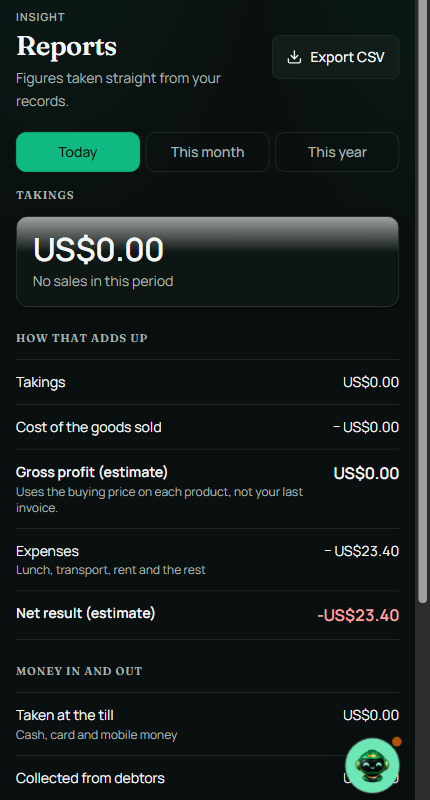 INSIGHT
Reports
Export CSV
Figures taken straight from your
records.
Today
This month
This year
TAKINGS
US$0.00
No sales in this period
HOW THAT ADDS UP
Takings
US$0.00
Cost of the goods sold
− US$0.00
Gross profit (estimate)
US$0.00
Uses the buying price on each product, not your last
invoice.
Expenses
− US$23.40
Lunch, transport, rent and the rest
Net result (estimate)
-US$23.40
MONEY IN AND OUT
Taken at the till
US$0.00
Cash, card and mobile money
Collected from debtors